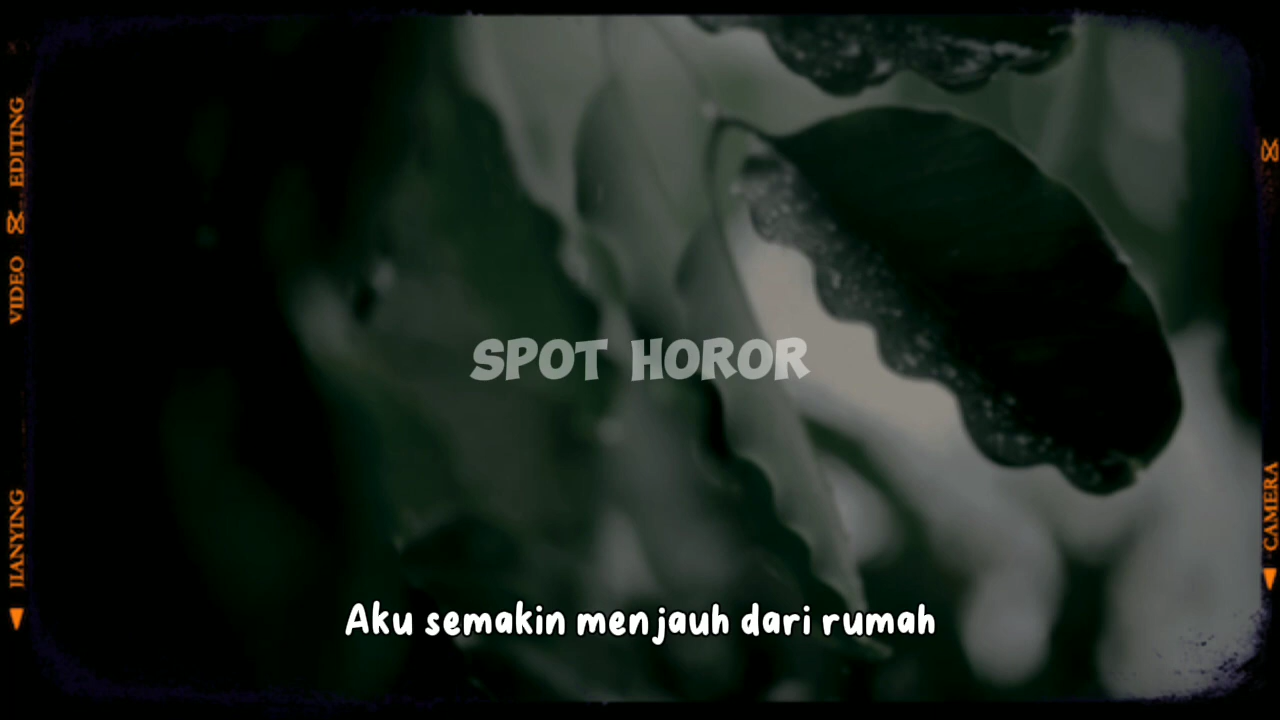 VIDEO EDITING
JIANYING
SPOT HOROR
CAMERA
Aku semakin menjauh dari rumah